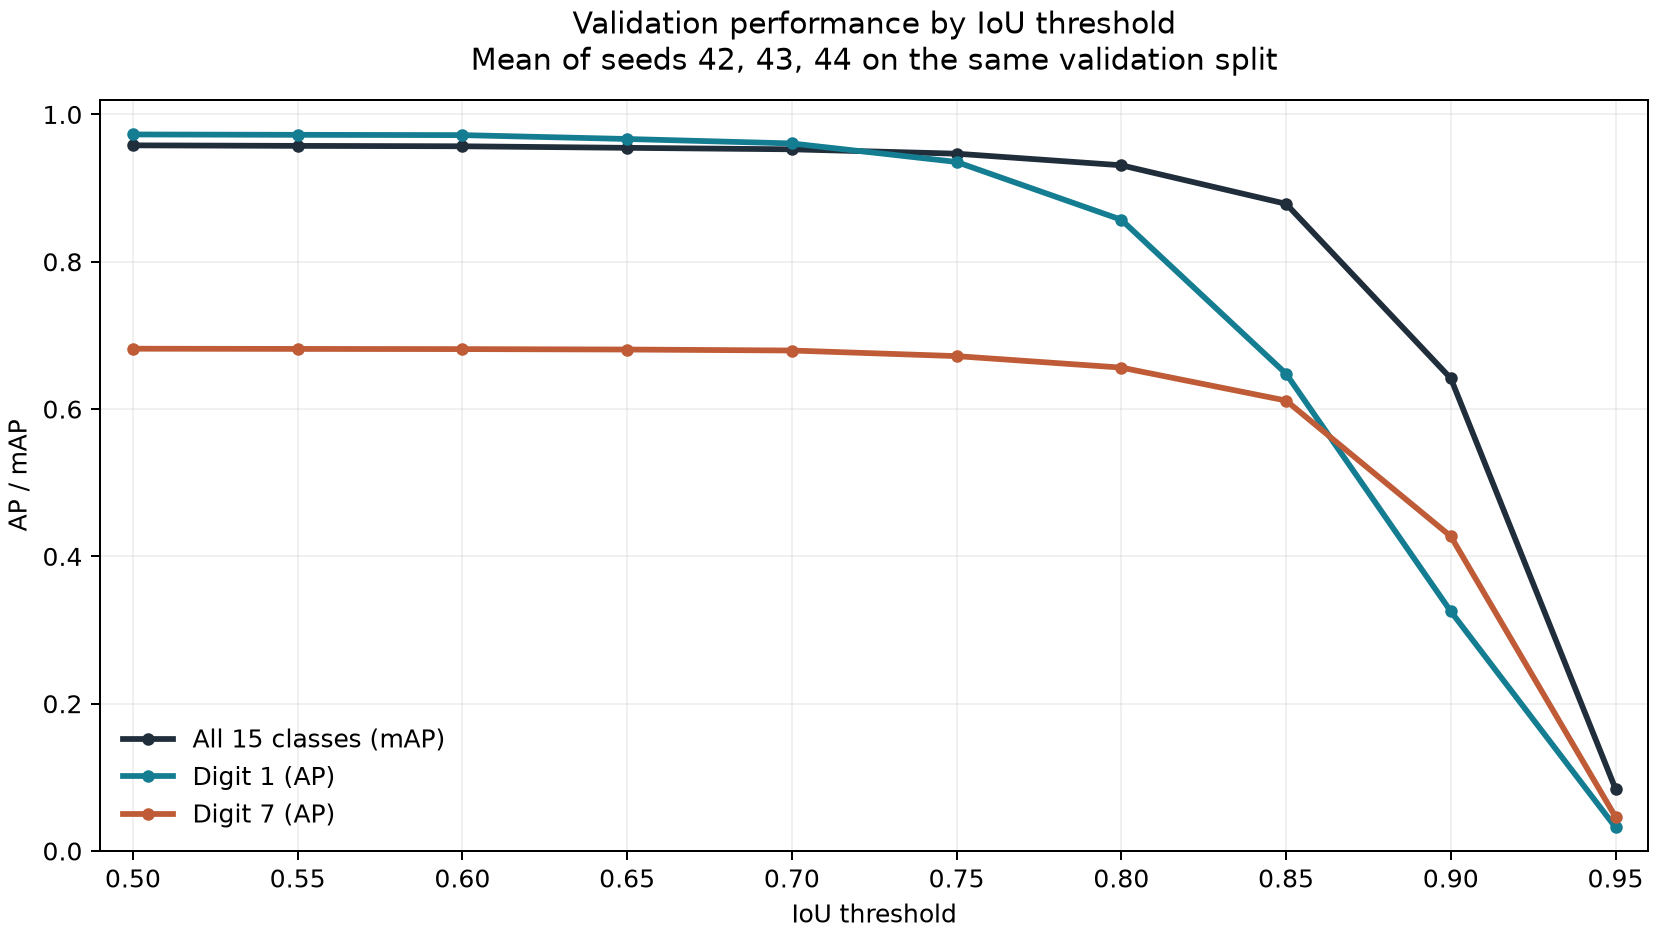 Validation performance by IoU threshold
Mean of seeds 42, 43, 44 on the same validation split
1.0
0.8
0.6
0.4
0.2
0.0
AP / mAP
All 15 classes (mAP)
Digit 1 (AP)
Digit 7 (AP)
0.50 0.55 0.60 0.65 0.70 0.75 0.80 0.85 0.90 0.95
IoU threshold